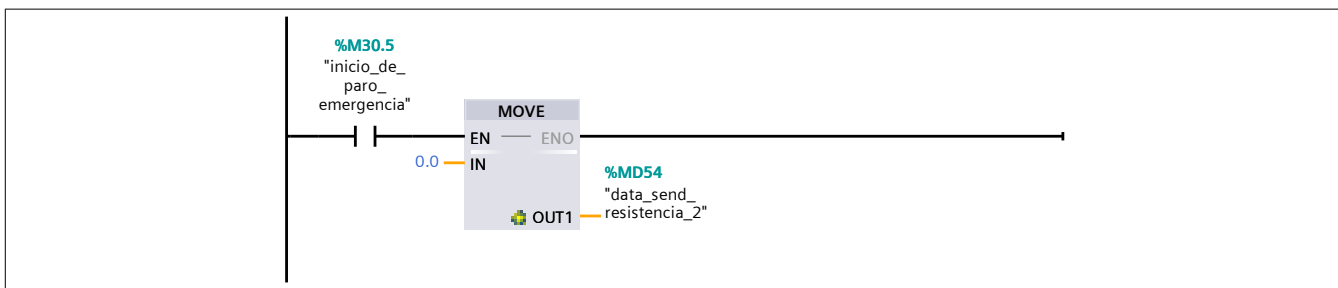 %M30.5
"inicio_de_
paro_
emergencia"
MOVE
EN
ENO
0.0
IN
%MD54
"data_send_
resistencia_2"
OUT1